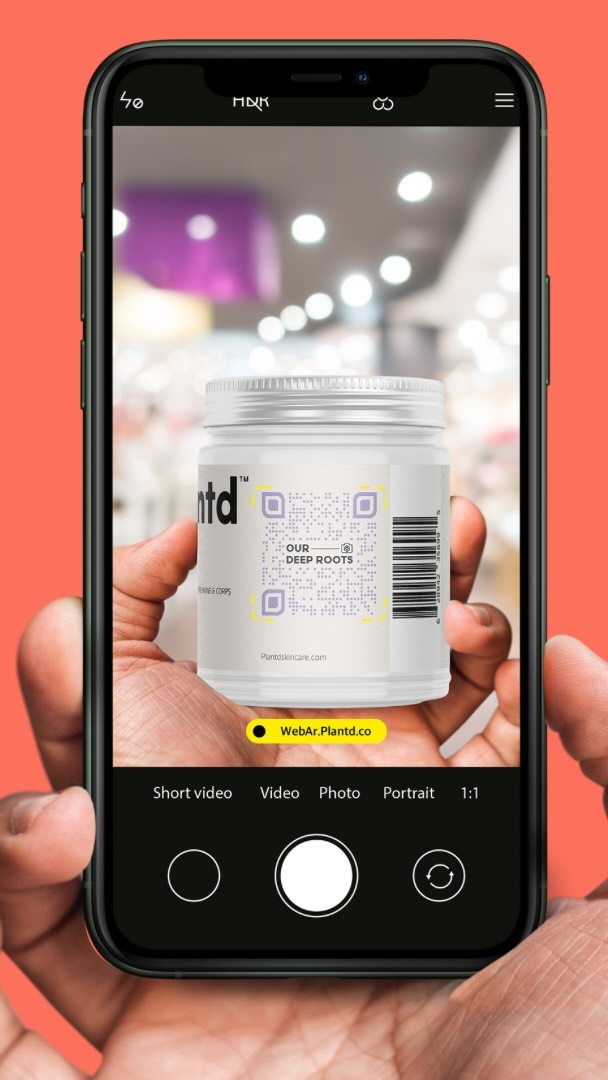 HDR
ntd™
OUR
DEEP ROOTS
Plantdskincare.com
WebAr.Plantd.co
Short video
Video
Photo
Portrait
1:1